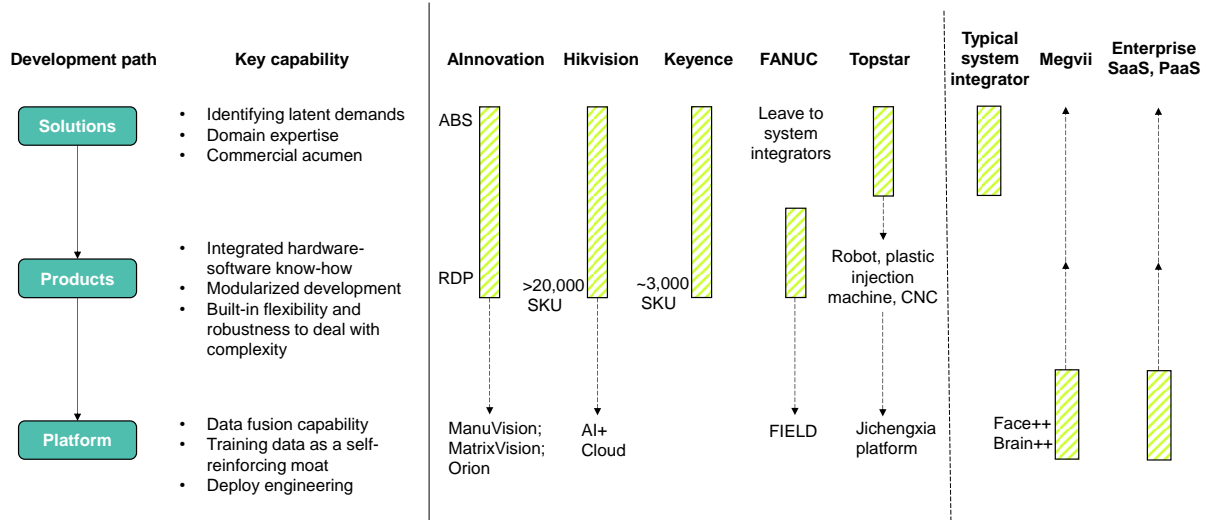 Development path
Key capability
AInnovation
Hikvision
Keyence
FANUC
Topstar
Typical
system
integrator
Megvii
Enterprise
SaaS, PaaS
Solutions
• Identifying latent demands
• Domain expertise
• Commercial acumen
ABS
Leave to
system
integrators
Products
• Integrated hardware-
software know-how
• Modularized development
• Built-in flexibility and
robustness to deal with
complexity
RDP
>20,000
SKU
~3,000
SKU
Robot, plastic
injection
machine, CNC
Platform
• Data fusion capability
• Training data as a self-
reinforcing moat
• Deploy engineering
ManuVision;
MatrixVision;
Orion
AI+
Cloud
FIELD
Jichengxia
platform
Face++
Brain++